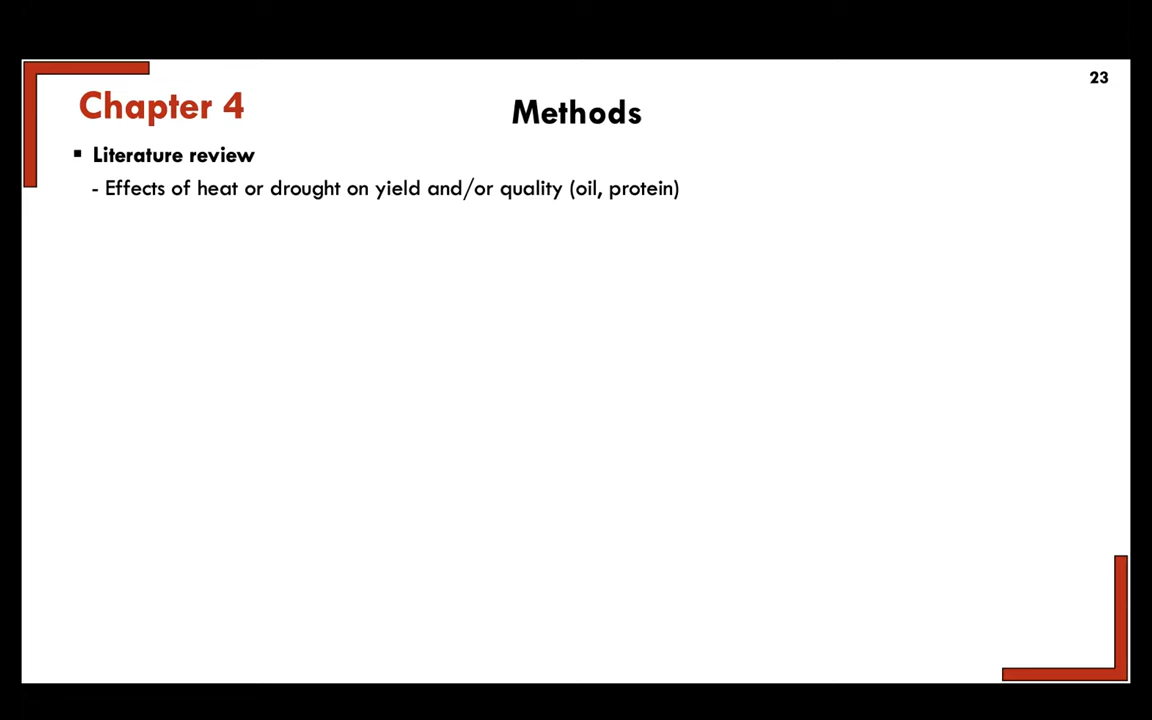 23
Chapter 4
Methods
▪ Literature review
- Effects of heat or drought on yield and/or quality (oil, protein)